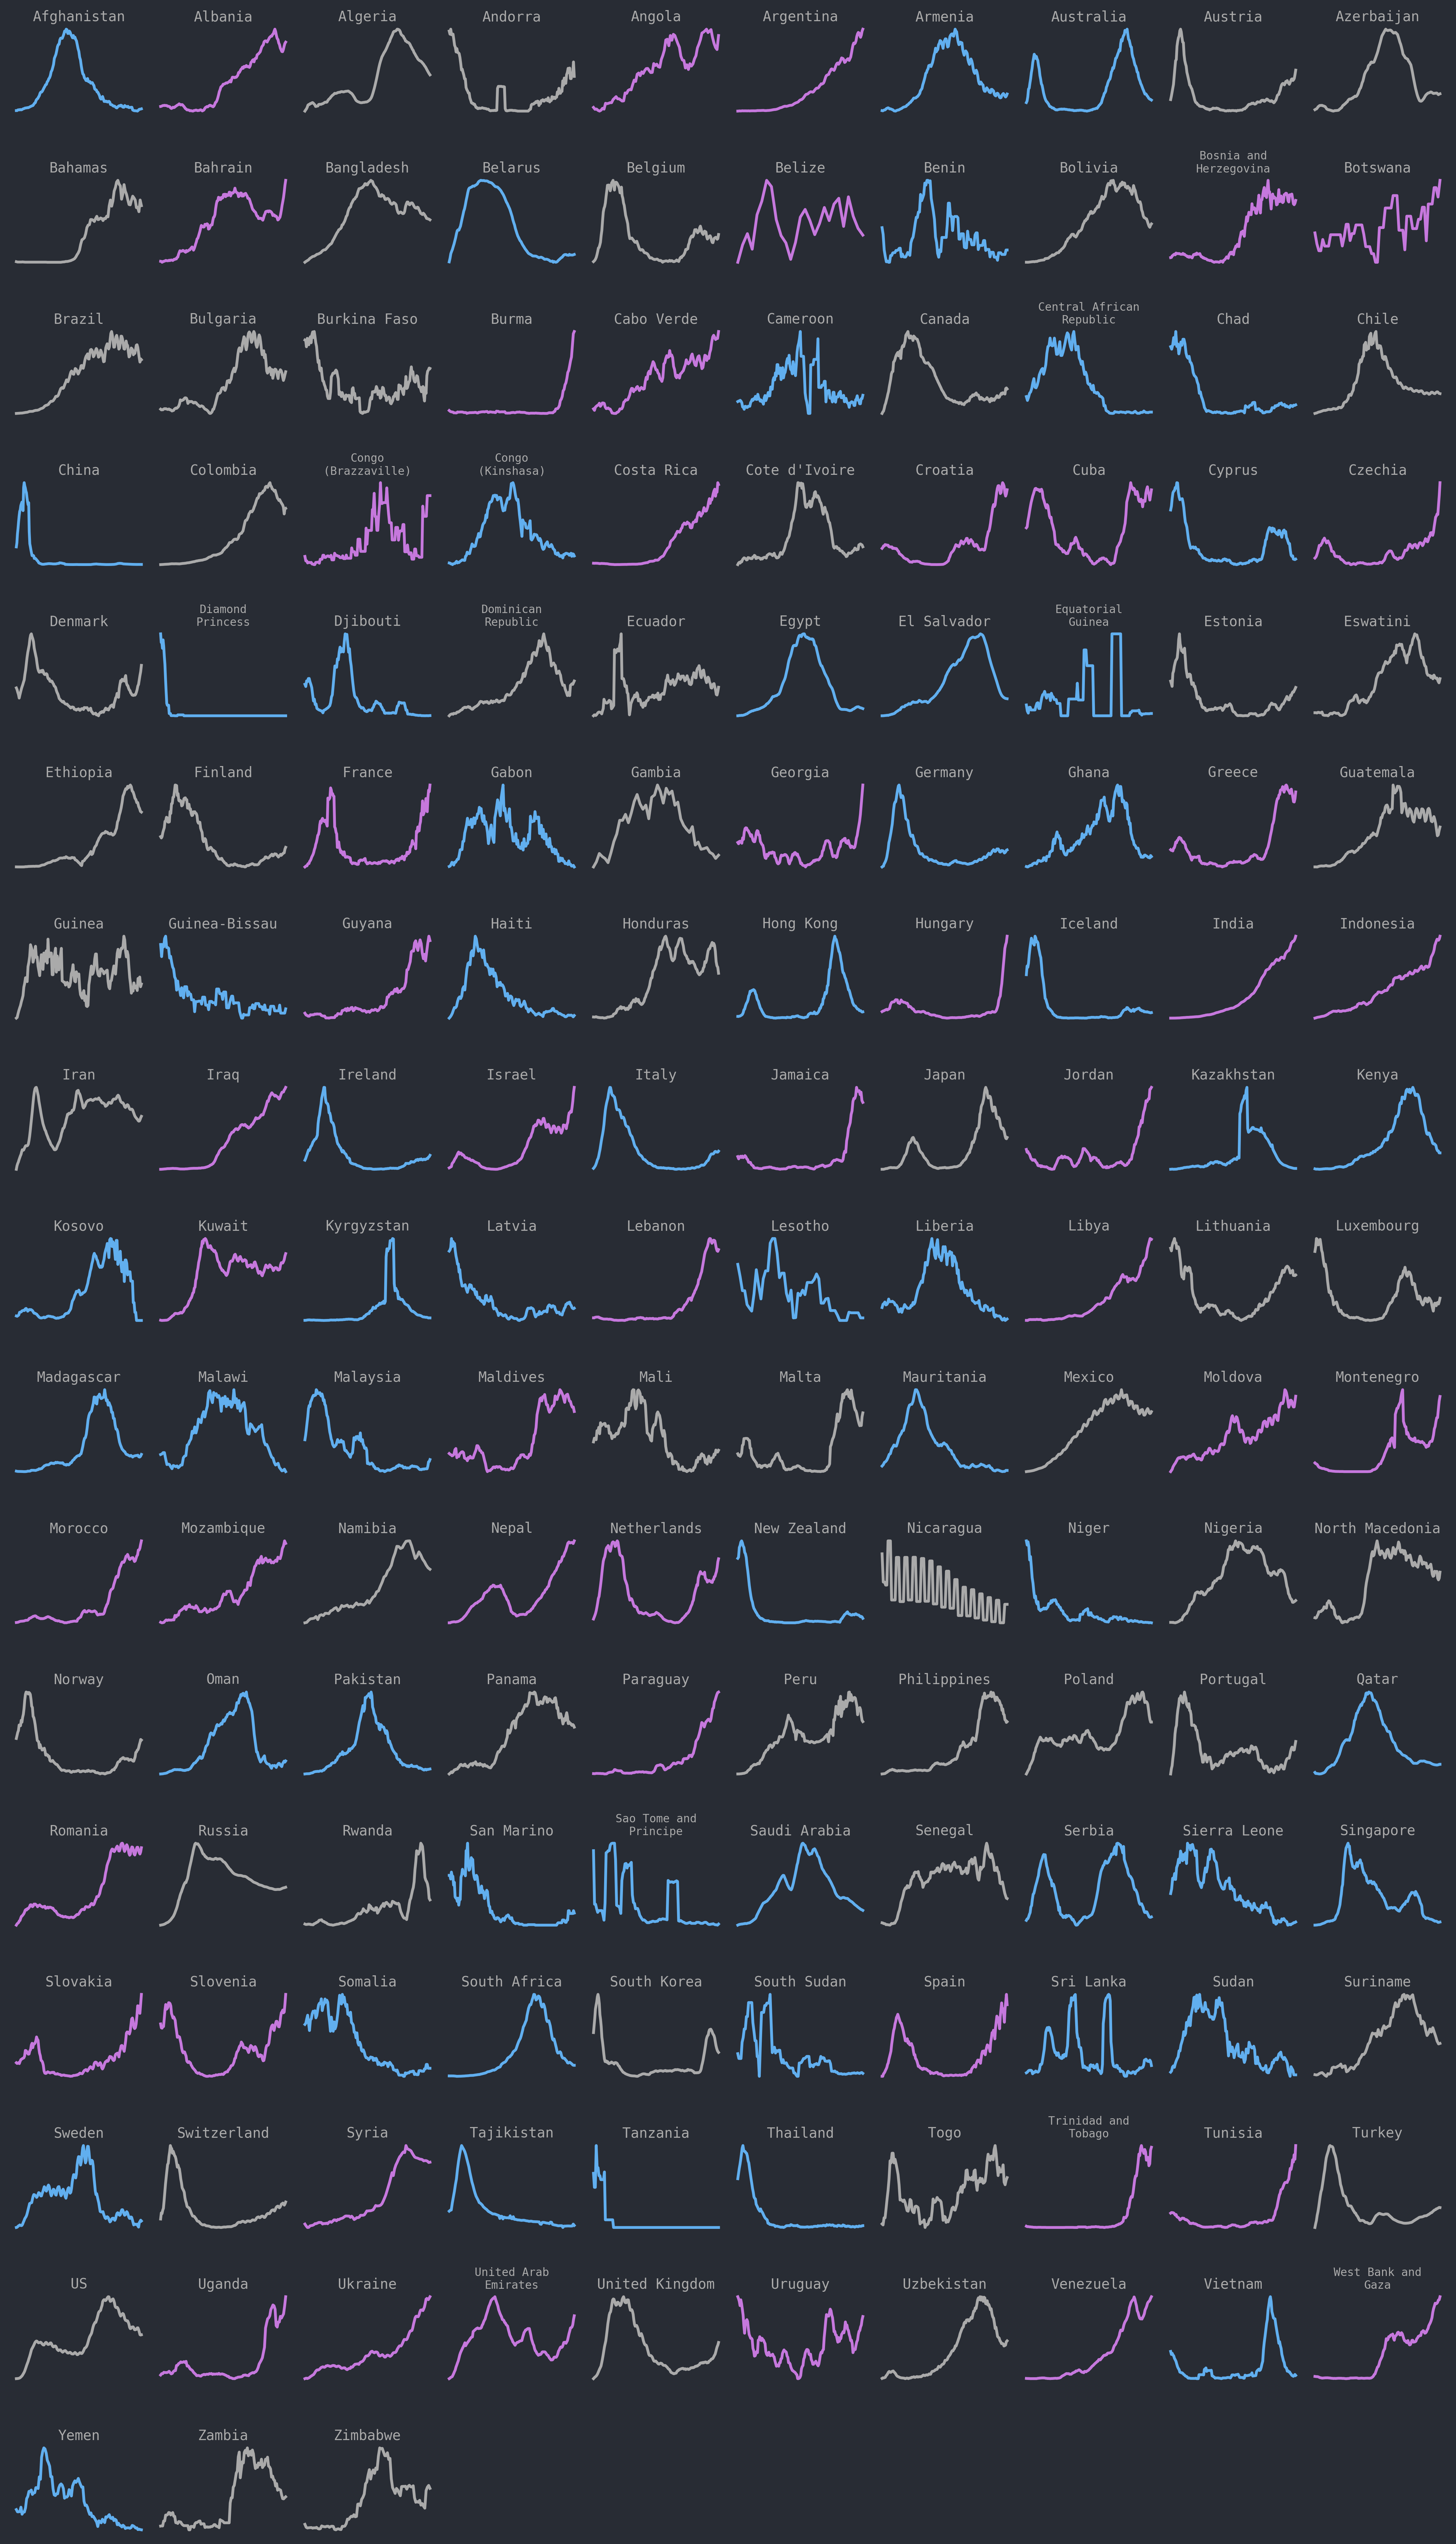 Afghanistan
Albania
Algeria
Andorra
Angola
Argentina
Armenia
Australia
Austria
Azerbaijan
Bahamas
Bahrain
Bangladesh
Belarus
Belgium
Belize
Benin
Bolivia
Bosnia and
Herzegovina
Botswana
Brazil
Bulgaria
Burkina Faso
Burma
Cabo Verde
Cameroon
Canada
Central African
Republic
Chad
Chile
China
Colombia
Congo
(Brazzaville)
Congo
(Kinshasa)
Costa Rica
Cote d'Ivoire
Croatia
Cuba
Cyprus
Czechia
Denmark
Diamond
Princess
Djibouti
Dominican
Republic
Ecuador
Egypt
El Salvador
Equatorial
Guinea
Estonia
Eswatini
Ethiopia
Finland
France
Gabon
Gambia
Georgia
Germany
Ghana
Greece
Guatemala
Guinea
Guinea-Bissau
Guyana
Haiti
Honduras
Hong Kong
Hungary
Iceland
India
Indonesia
Iran
Iraq
Ireland
Israel
Italy
Jamaica
Japan
Jordan
Kazakhstan
Kenya
Kosovo
Kuwait
Kyrgyzstan
Latvia
Lebanon
Lesotho
Liberia
Libya
Lithuania
Luxembourg
Madagascar
Malawi
Malaysia
Maldives
Mali
Malta
Mauritania
Mexico
Moldova
Montenegro
Morocco
Mozambique
Namibia
Nepal
Netherlands
New Zealand
Nicaragua
Niger
Nigeria
North Macedonia
Norway
Oman
Pakistan
Panama
Paraguay
Peru
Philippines
Poland
Portugal
Qatar
Romania
Russia
Rwanda
San Marino
Sao Tome and
Principe
Saudi Arabia
Senegal
Serbia
Sierra Leone
Singapore
Slovakia
Slovenia
Somalia
South Africa
South Korea
South Sudan
Spain
Sri Lanka
Sudan
Suriname
Sweden
Switzerland
Syria
Tajikistan
Tanzania
Thailand
Togo
Trinidad and
Tobago
Tunisia
Turkey
US
Uganda
Ukraine
United Arab
Emirates
United Kingdom
Uruguay
Uzbekistan
Venezuela
Vietnam
West Bank and
Gaza
Yemen
Zambia
Zimbabwe